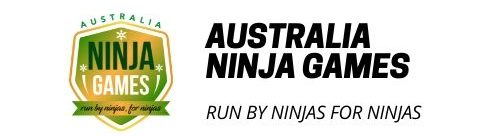 AUSTRALIA
NINJA
GAMES
run by ninjas, for ninjas
AUSTRALIA
NINJA GAMES
RUN BY NINJAS FOR NINJAS